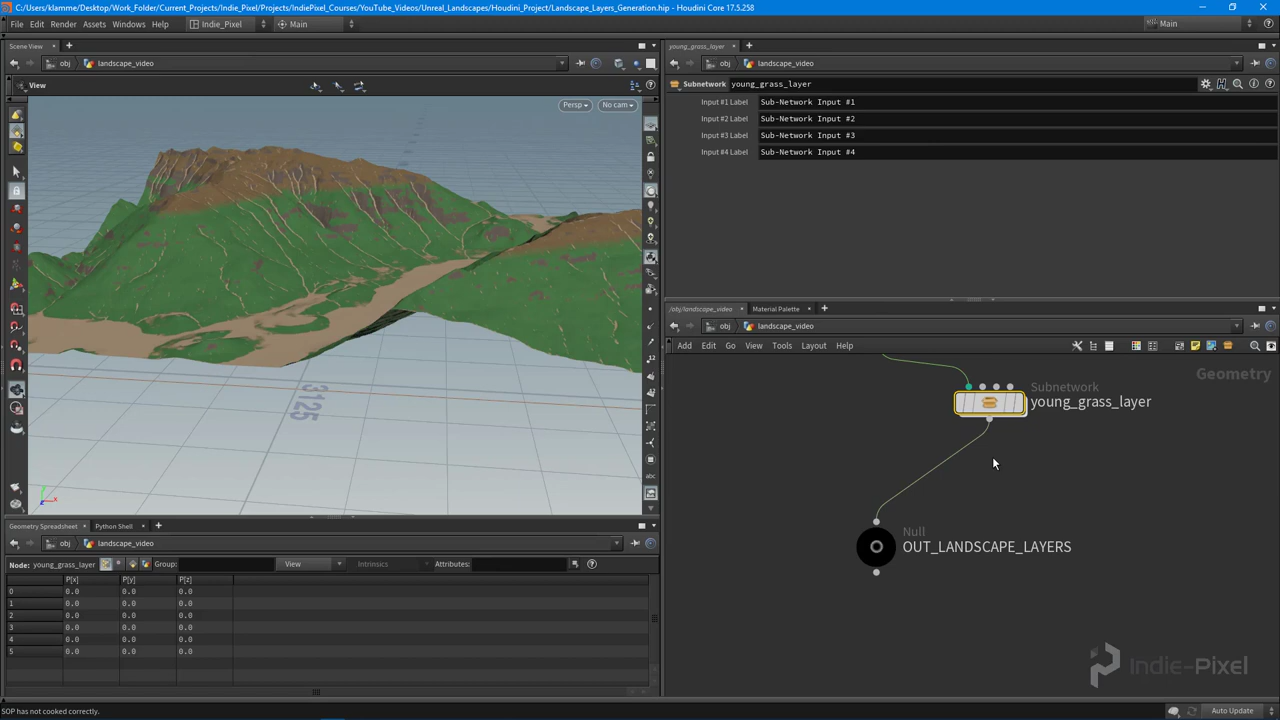 C:/Users/klamme/Desktop/Work_Folder/Current_Projects/Indie_Pixel/Projects/IndiePixel_Courses/YouTube_Videos/Unreal_Landscapes/Houdini_Project/Landscape_Layers_Generation.hip - Houdini Core 17.5.258
File Edit Render Assets Windows Help Indie_Pixel Main Main
Scene View
obj landscape_video
View
Persp No cam
3125
Geometry Spreadsheet Python Shell
obj landscape_video
Node: young_grass_layer Group: View Intrinsics Attributes:
P[x] P[y] P[z]
0 0.0 0.0 0.0
1 0.0 0.0 0.0
2 0.0 0.0 0.0
3 0.0 0.0 0.0
4 0.0 0.0 0.0
5 0.0 0.0 0.0
SOP has not cooked correctly.
young_grass_layer
obj landscape_video
Subnetwork young_grass_layer
Input #1 Label Sub-Network Input #1
Input #2 Label Sub-Network Input #2
Input #3 Label Sub-Network Input #3
Input #4 Label Sub-Network Input #4
/obj/landscape_video Material Palette
obj landscape_video
Add Edit Go View Tools Layout Help
Geometry
Subnetwork
young_grass_layer
Null
OUT_LANDSCAPE_LAYERS
Indie-Pixel
Auto Update